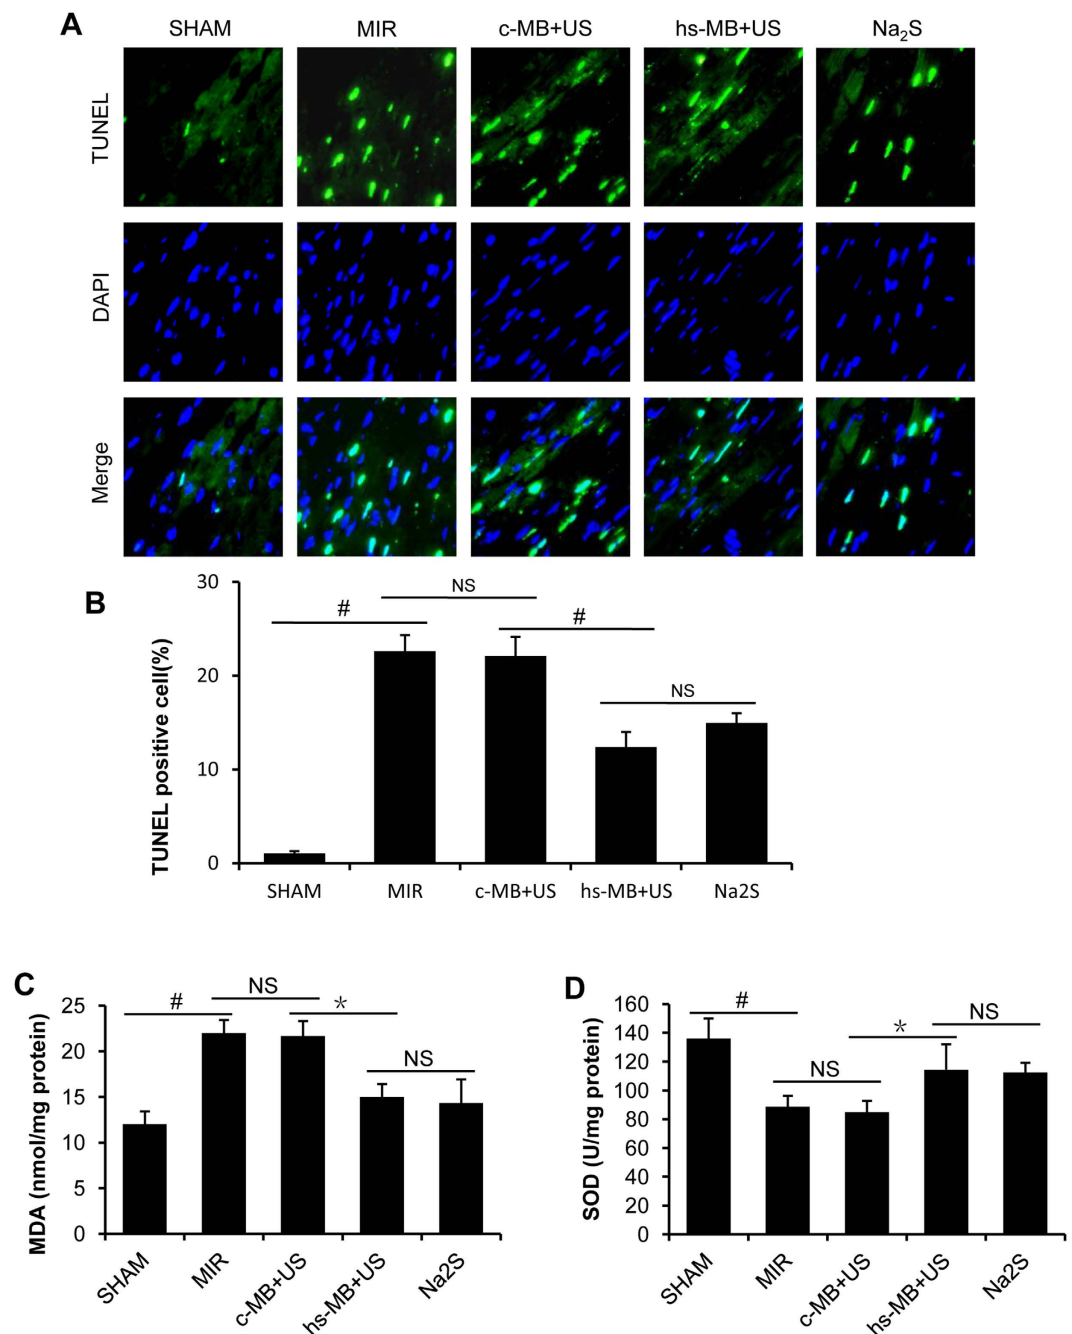 A
SHAM MIR c-MB+US hs-MB+US Na₂S
TUNEL
DAPI
Merge
B
TUNEL positive cell(%)
30
20
10
0
# NS # NS
SHAM MIR c-MB+US hs-MB+US Na2S
C
MDA (nmol/mg protein)
25
20
15
10
5
0
# NS * NS
SHAM MIR c-MB+US hs-MB+US Na2S
D
SOD (U/mg protein)
160
140
120
100
80
60
40
20
0
# NS * NS
SHAM MIR c-MB+US hs-MB+US Na2S